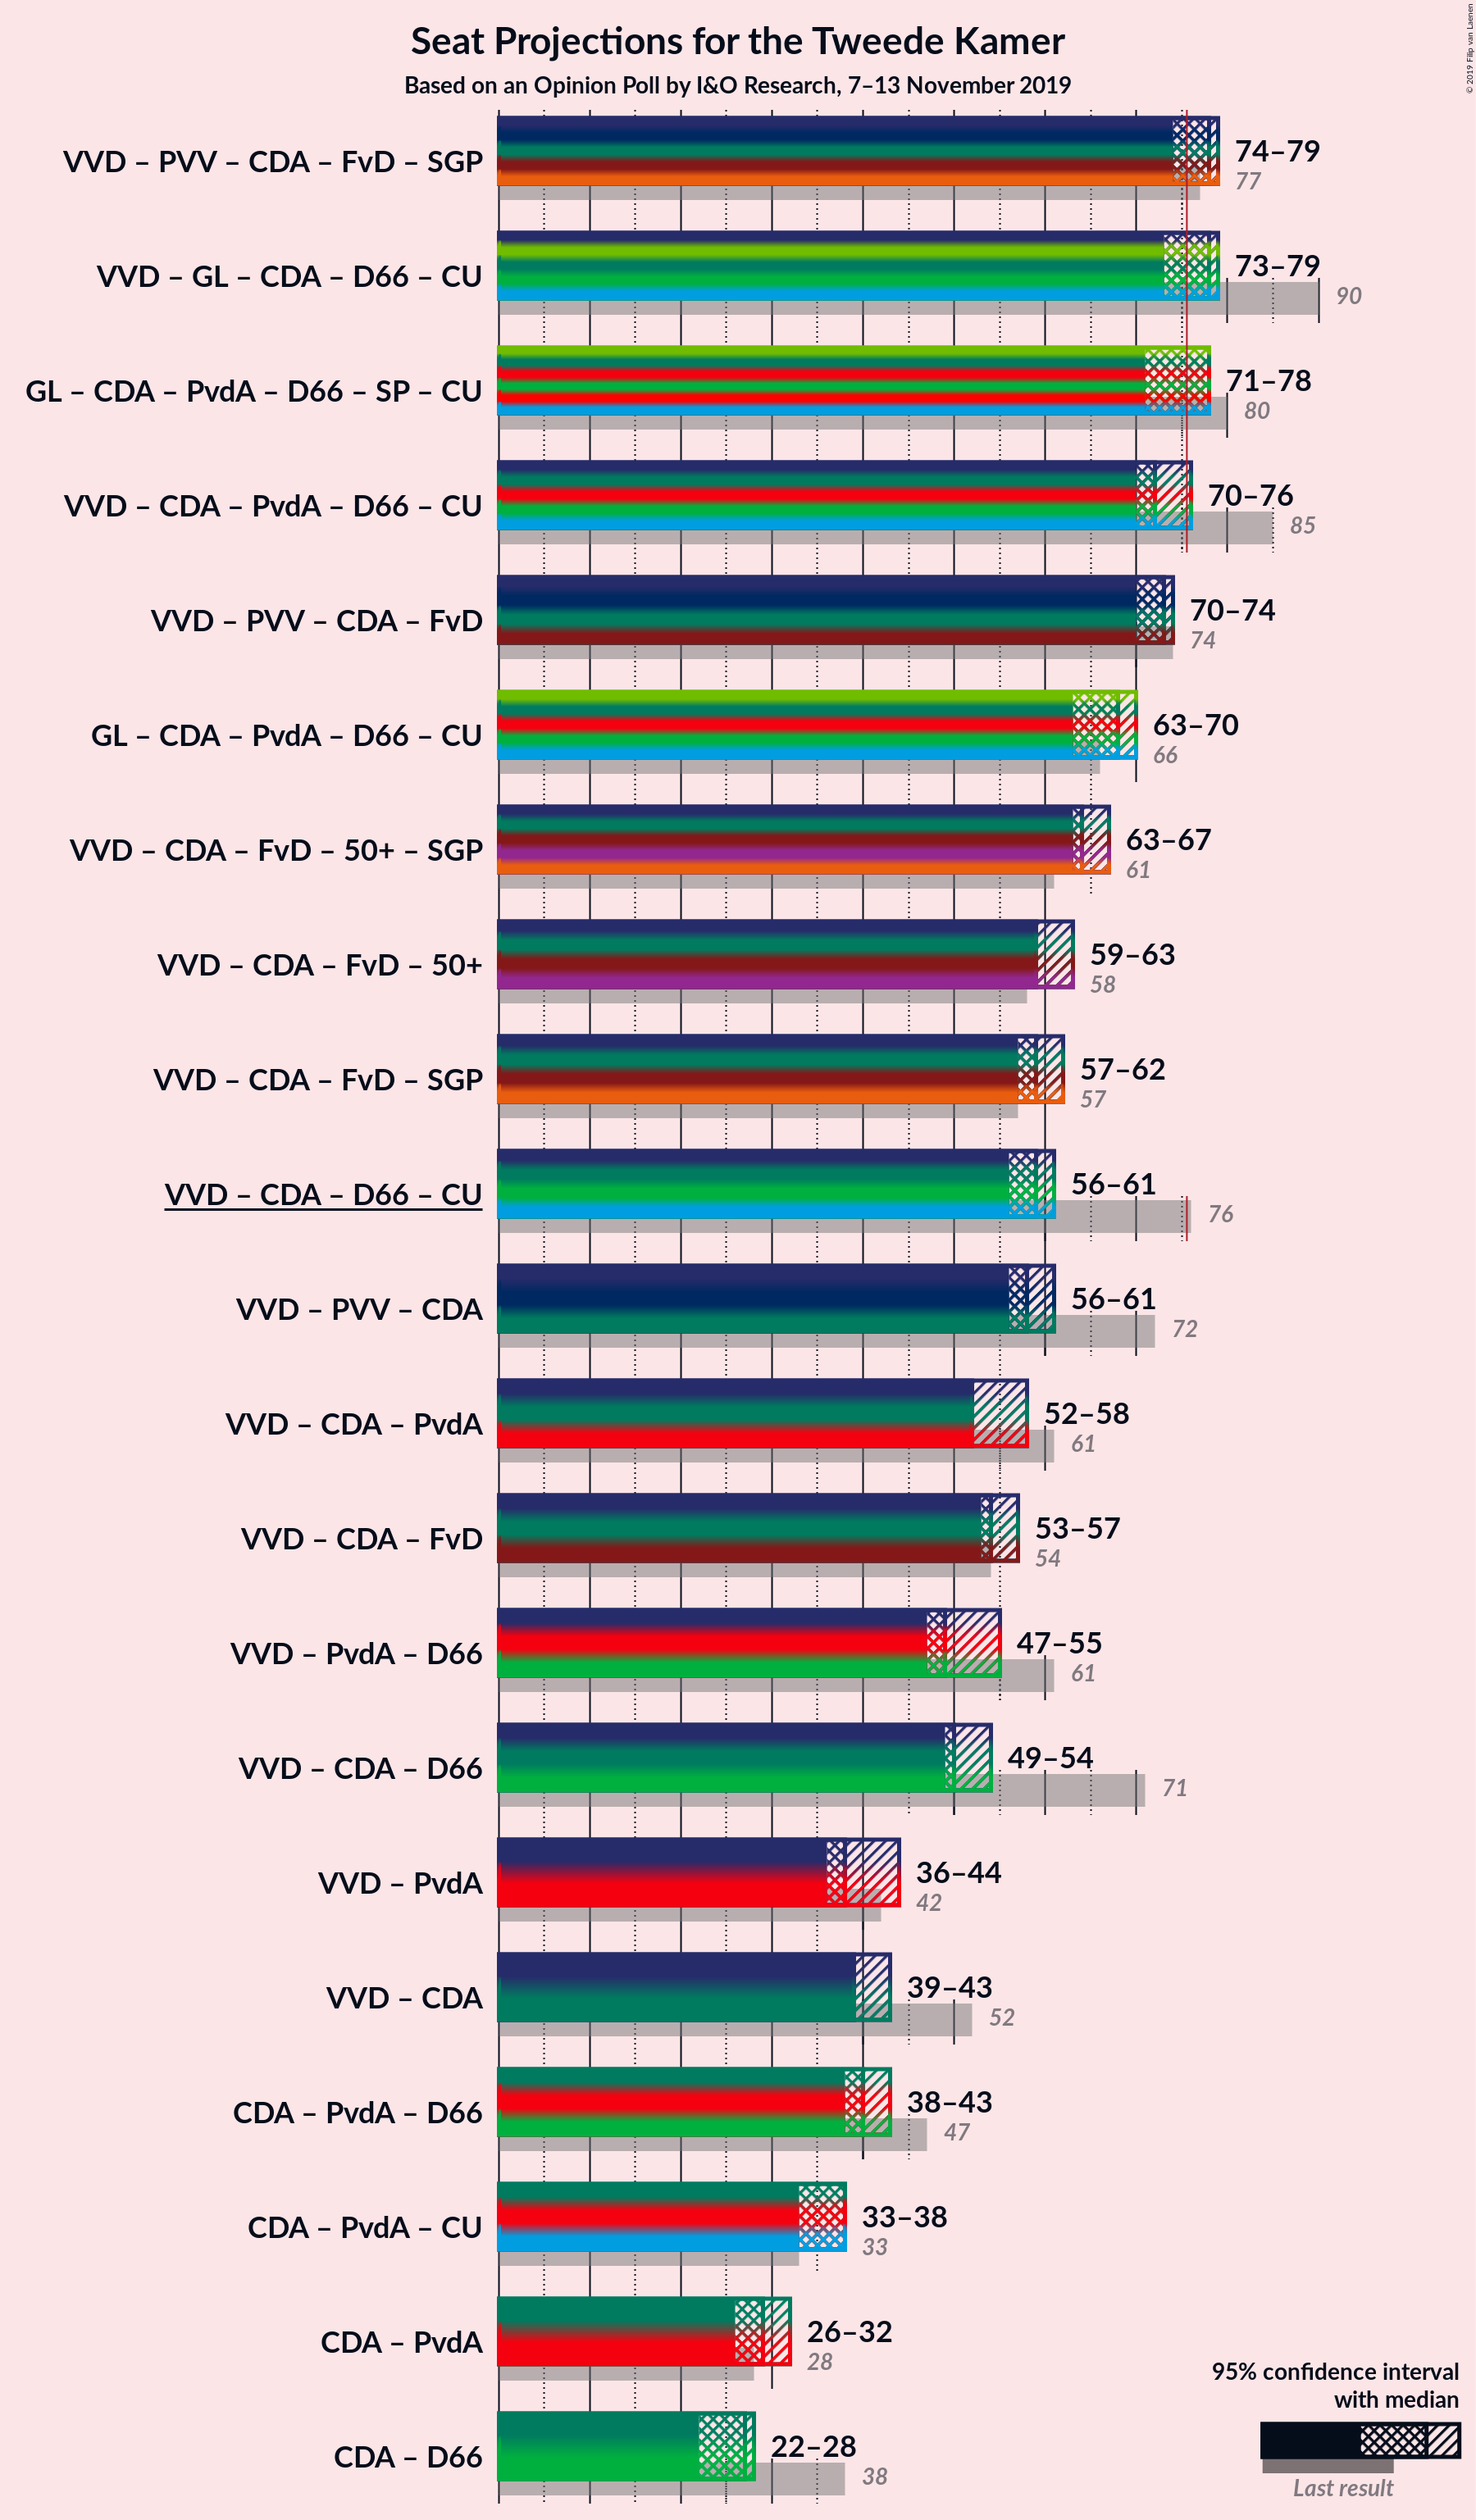 Seat Projections for the Tweede Kamer
Based on an Opinion Poll by I&O Research, 7–13 November 2019
© 2019 Filip van Laenen
VVD – PVV – CDA – FvD – SGP
74–79
77
VVD – GL – CDA – D66 – CU
73–79
90
GL – CDA – PvdA – D66 – SP – CU
71–78
80
VVD – CDA – PvdA – D66 – CU
70–76
85
VVD – PVV – CDA – FvD
70–74
74
GL – CDA – PvdA – D66 – CU
63–70
66
VVD – CDA – FvD – 50+ – SGP
63–67
61
VVD – CDA – FvD – 50+
59–63
58
VVD – CDA – FvD – SGP
57–62
57
VVD – CDA – D66 – CU
56–61
76
VVD – PVV – CDA
56–61
72
VVD – CDA – PvdA
52–58
61
VVD – CDA – FvD
53–57
54
VVD – PvdA – D66
47–55
61
VVD – CDA – D66
49–54
71
VVD – PvdA
36–44
42
VVD – CDA
39–43
52
CDA – PvdA – D66
38–43
47
CDA – PvdA – CU
33–38
33
CDA – PvdA
26–32
28
CDA – D66
22–28
38
95% confidence interval
with median
Last result